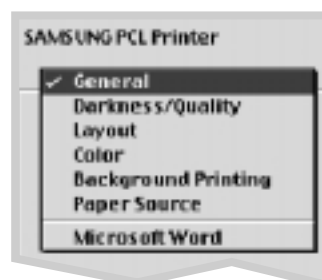 SAMSUNG PCL Printer
General
Darkness/Quality
Layout
Color
Background Printing
Paper Source
Microsoft Word